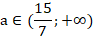 a ∈ (15/7; +∞)